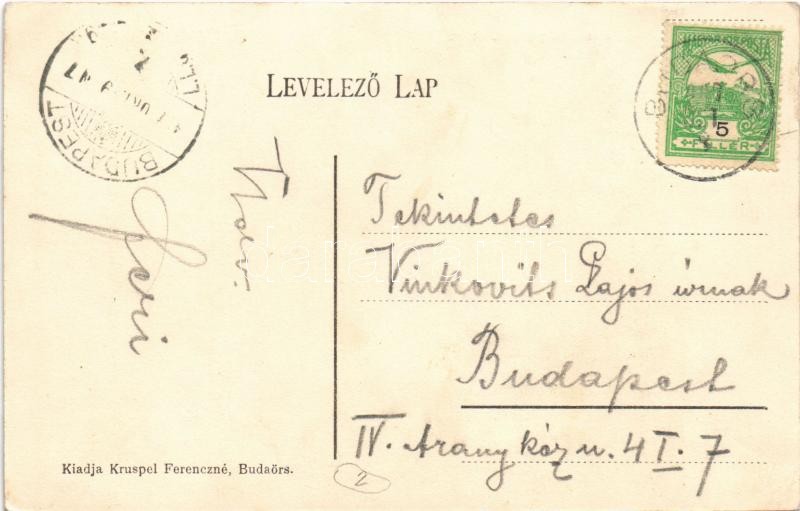 LEVELEZŐ LAP
BUDAPEST
MAGYAR POSTA
5
FILLÉR
Tekintetes
Vinkovits Lajos úrnak
Budapest
IV. Aranykéz u. 4 I. 7
Kiadja Kruspel Ferenczné, Budaörs.
2